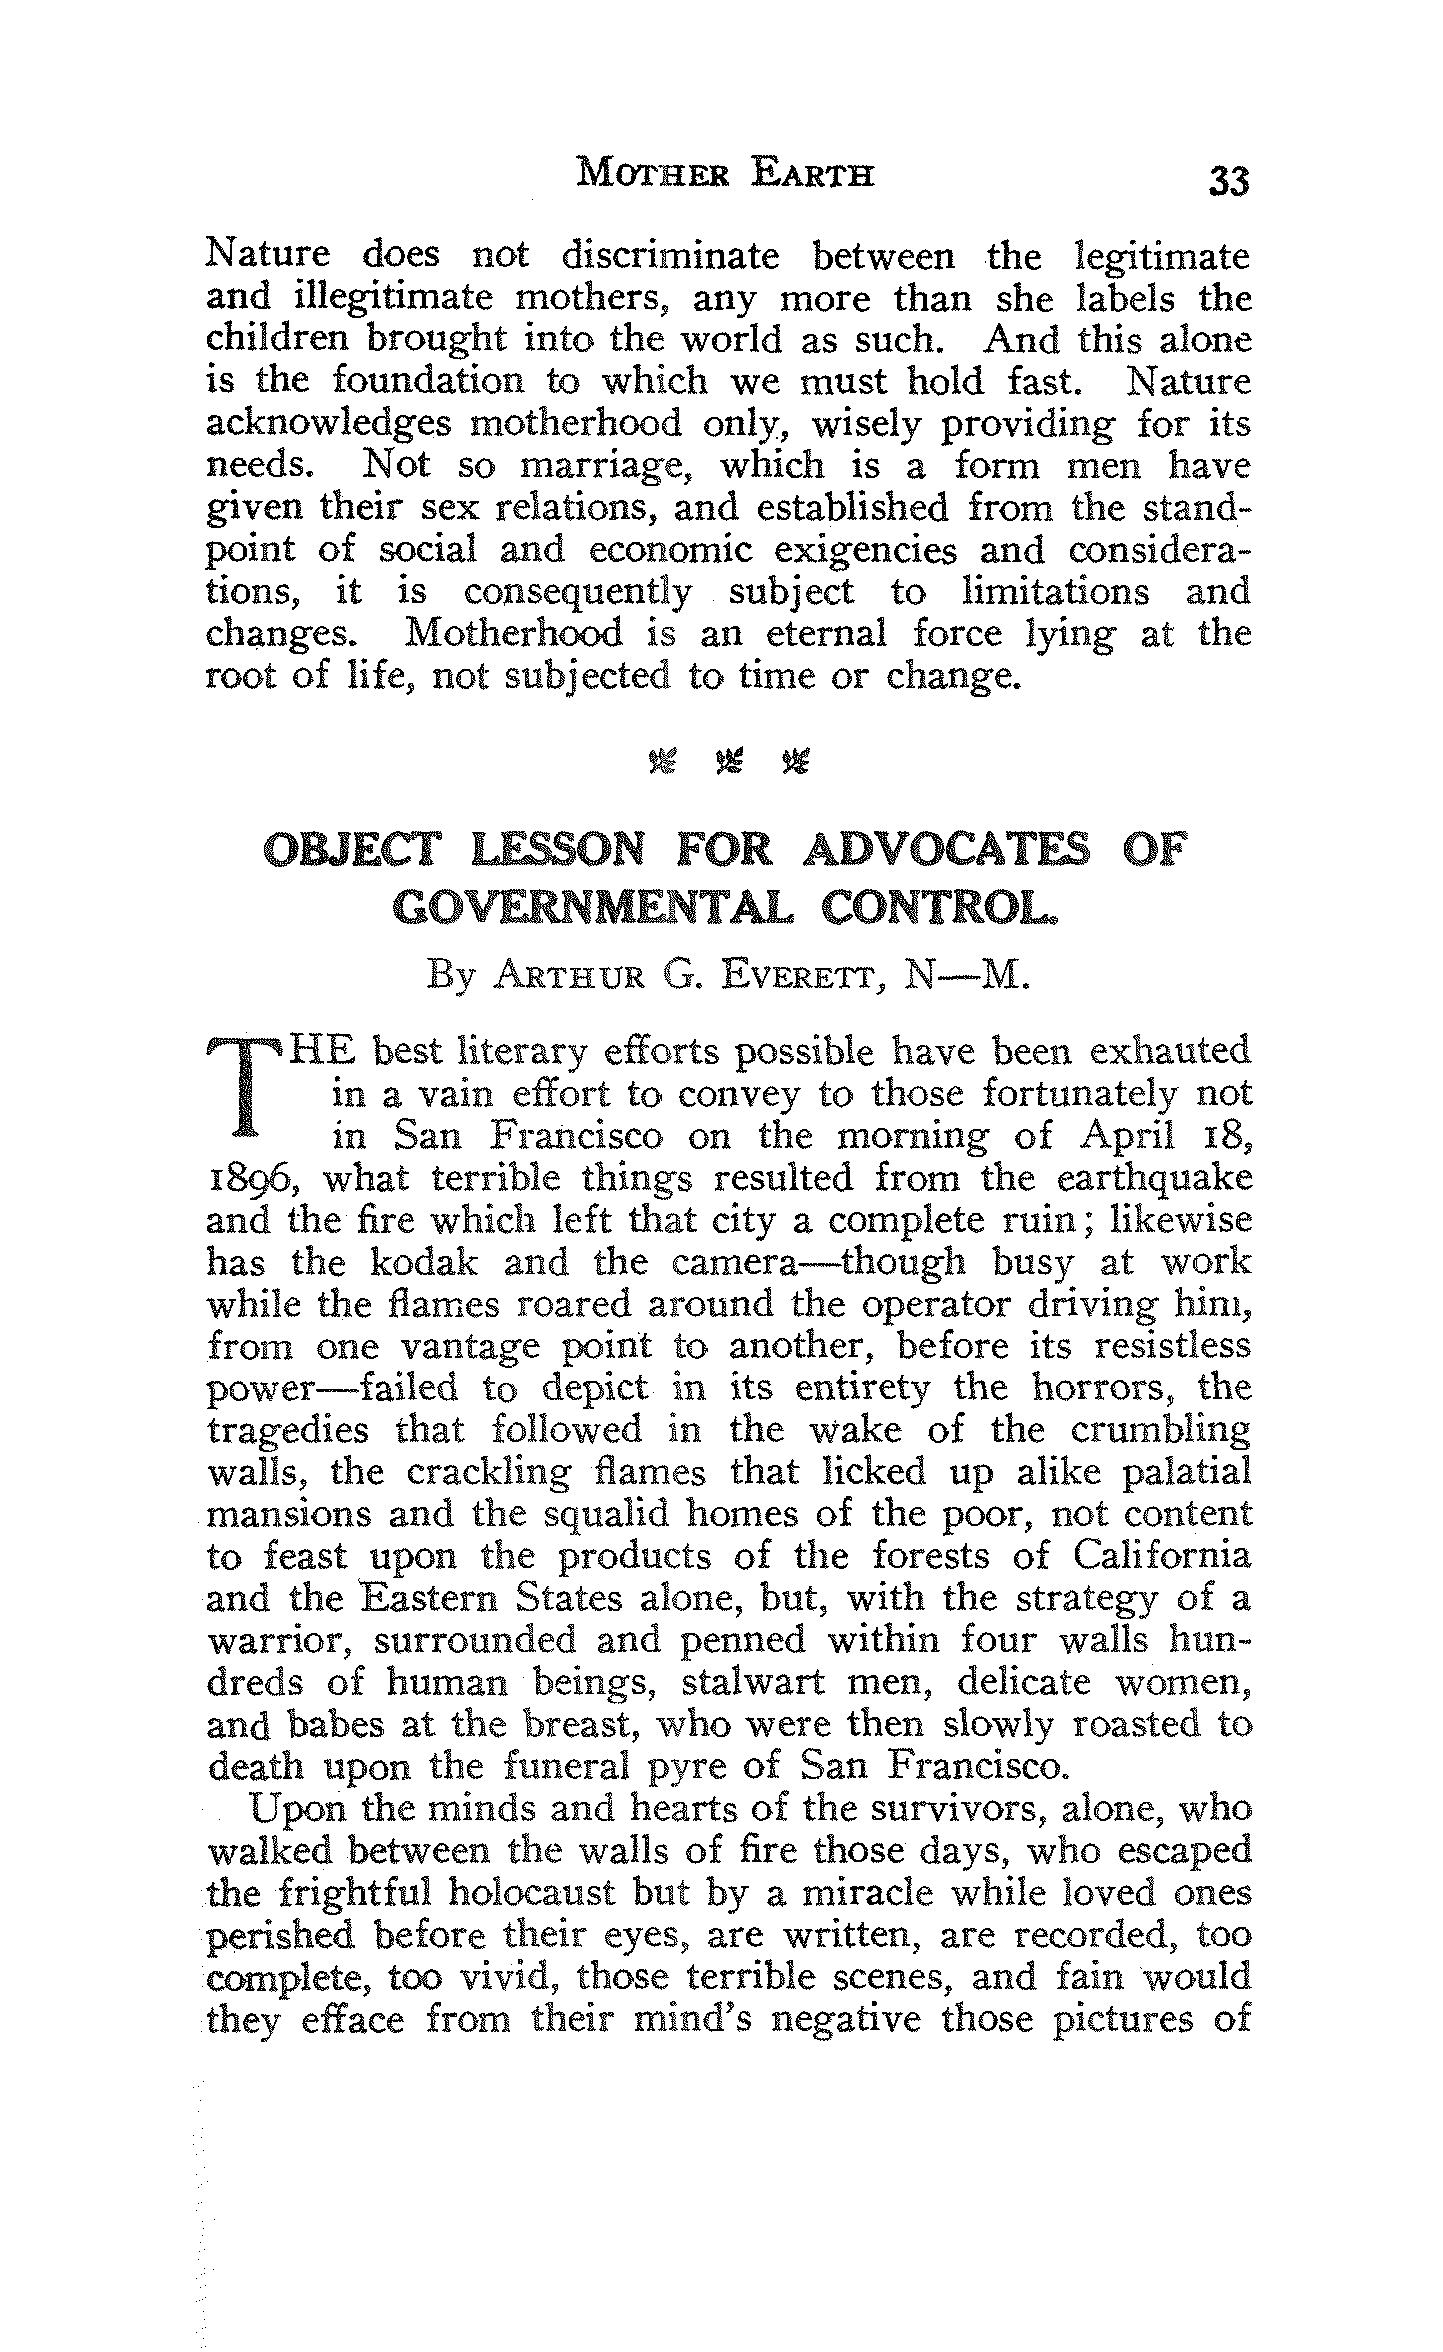 MOTHER EARTH 33
Nature does not discriminate between the legitimate
and illegitimate mothers, any more than she labels the
children brought into the world as such. And this alone
is the foundation to which we must hold fast. Nature
acknowledges motherhood only, wisely providing for its
needs. Not so marriage, which is a form men have
given their sex relations, and established from the stand-
point of social and economic exigencies and considera-
tions, it is consequently subject to limitations and
changes. Motherhood is an eternal force lying at the
root of life, not subjected to time or change.
OBJECT LESSON FOR ADVOCATES OF
GOVERNMENTAL CONTROL.
By ARTHUR G. EVERETT, N—M.
THE best literary efforts possible have been exhauted
in a vain effort to convey to those fortunately not
in San Francisco on the morning of April 18,
1896, what terrible things resulted from the earthquake
and the fire which left that city a complete ruin; likewise
has the kodak and the camera—though busy at work
while the flames roared around the operator driving him,
from one vantage point to another, before its resistless
power—failed to depict in its entirety the horrors, the
tragedies that followed in the wake of the crumbling
walls, the crackling flames that licked up alike palatial
mansions and the squalid homes of the poor, not content
to feast upon the products of the forests of California
and the Eastern States alone, but, with the strategy of a
warrior, surrounded and penned within four walls hun-
dreds of human beings, stalwart men, delicate women,
and babes at the breast, who were then slowly roasted to
death upon the funeral pyre of San Francisco.
Upon the minds and hearts of the survivors, alone, who
walked between the walls of fire those days, who escaped
the frightful holocaust but by a miracle while loved ones
perished before their eyes, are written, are recorded, too
complete, too vivid, those terrible scenes, and fain would
they efface from their mind's negative those pictures of